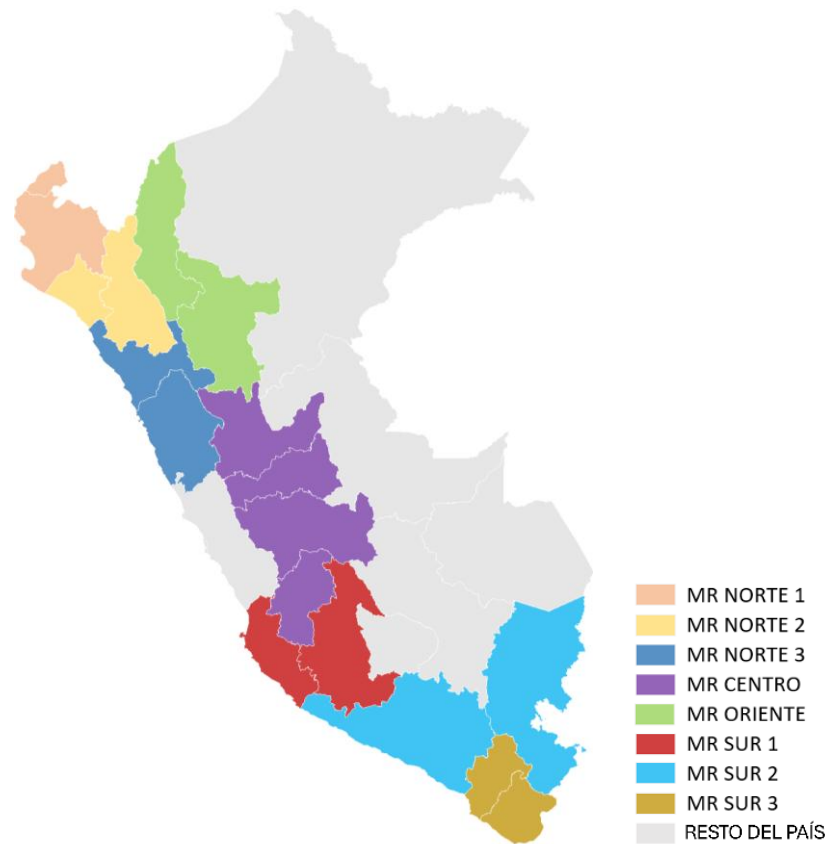 MR NORTE 1
MR NORTE 2
MR NORTE 3
MR CENTRO
MR ORIENTE
MR SUR 1
MR SUR 2
MR SUR 3
RESTO DEL PAÍS